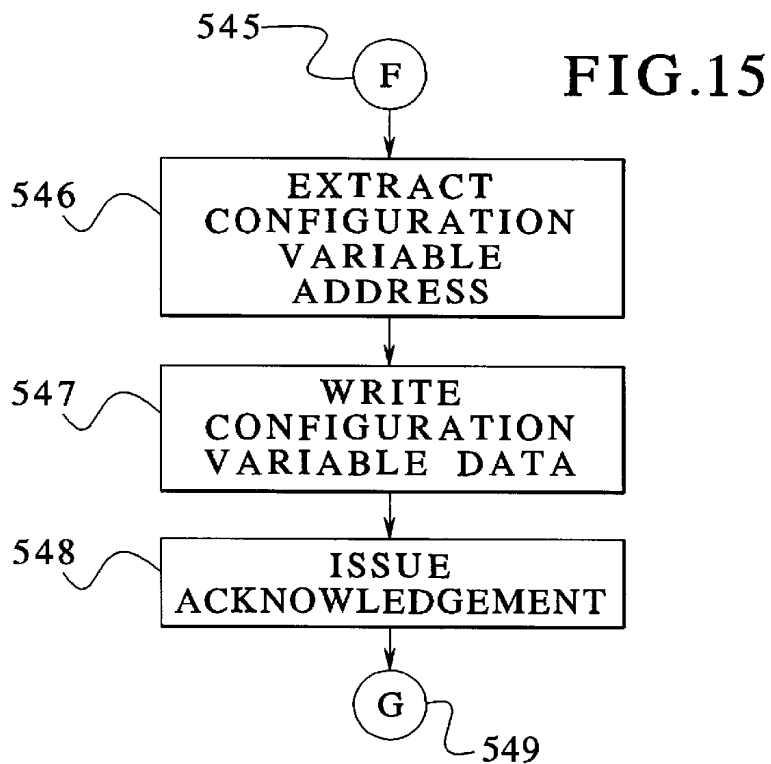 545
F
FIG.15
546
EXTRACT
CONFIGURATION
VARIABLE
ADDRESS
547
WRITE
CONFIGURATION
VARIABLE DATA
548
ISSUE
ACKNOWLEDGEMENT
G
549